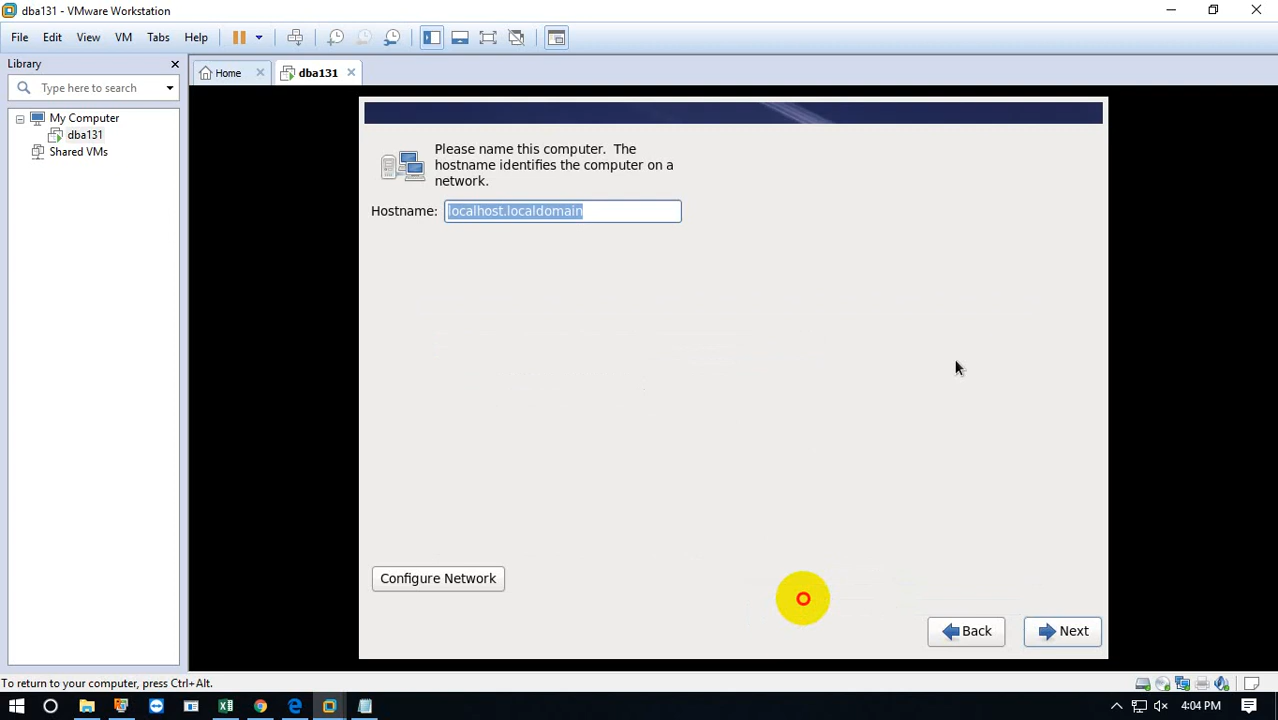 dba131 - VMware Workstation
File Edit View VM Tabs Help
Library
Type here to search
My Computer
dba131
Shared VMs
Home
dba131
Please name this computer. The
hostname identifies the computer on a
network.
Hostname: localhost.localdomain
Configure Network
Back
Next
To return to your computer, press Ctrl+Alt.
4:04 PM